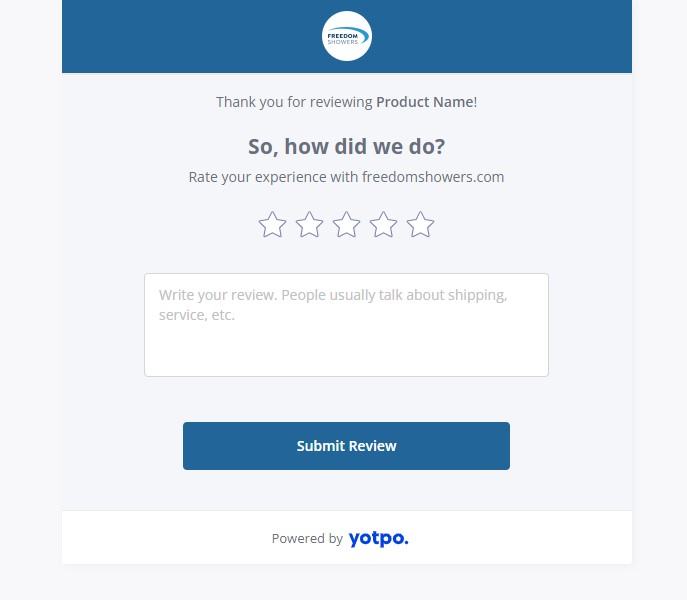 FREEDOM
SHOWERS
Thank you for reviewing Product Name!
So, how did we do?
Rate your experience with freedomshowers.com
Write your review. People usually talk about shipping,
service, etc.
Submit Review
Powered by yotpo.